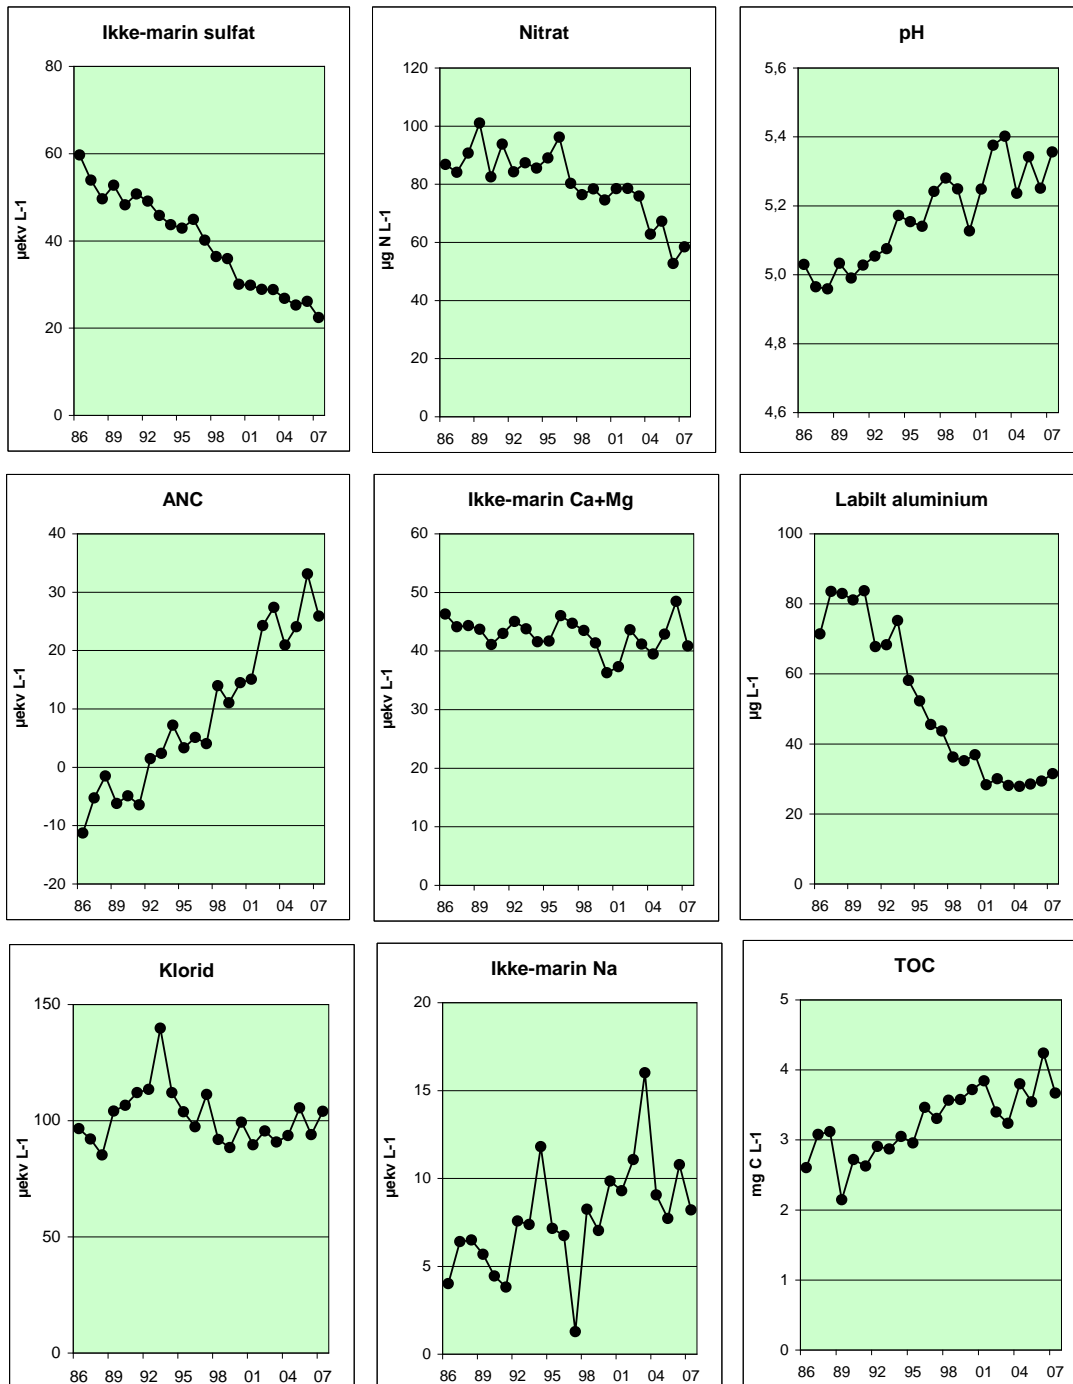 Ikke-marin sulfat
80
60
40
20
0
µekv L-1
86 89 92 95 98 01 04 07
Nitrat
120
100
80
60
40
20
0
µg N L-1
86 89 92 95 98 01 04 07
pH
5,6
5,4
5,2
5,0
4,8
4,6
86 89 92 95 98 01 04 07
ANC
40
30
20
10
0
-10
-20
µekv L-1
86 89 92 95 98 01 04 07
Ikke-marin Ca+Mg
60
50
40
30
20
10
0
µekv L-1
86 89 92 95 98 01 04 07
Labilt aluminium
100
80
60
40
20
0
µg L-1
86 89 92 95 98 01 04 07
Klorid
150
100
50
0
µekv L-1
86 89 92 95 98 01 04 07
Ikke-marin Na
20
15
10
5
0
µekv L-1
86 89 92 95 98 01 04 07
TOC
5
4
3
2
1
0
mg C L-1
86 89 92 95 98 01 04 07